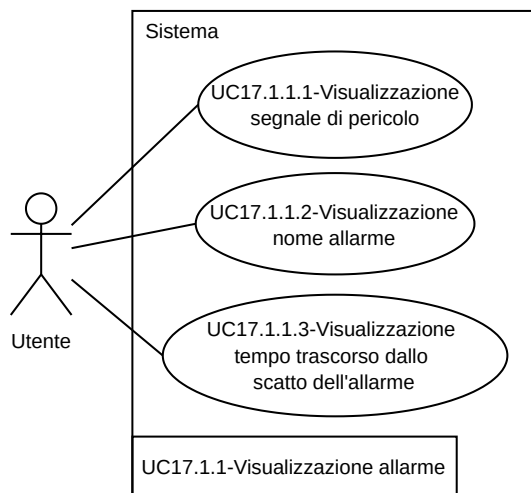 Sistema
UC17.1.1.1-Visualizzazione
segnale di pericolo
UC17.1.1.2-Visualizzazione
nome allarme
UC17.1.1.3-Visualizzazione
tempo trascorso dallo
scatto dell'allarme
Utente
UC17.1.1-Visualizzazione allarme